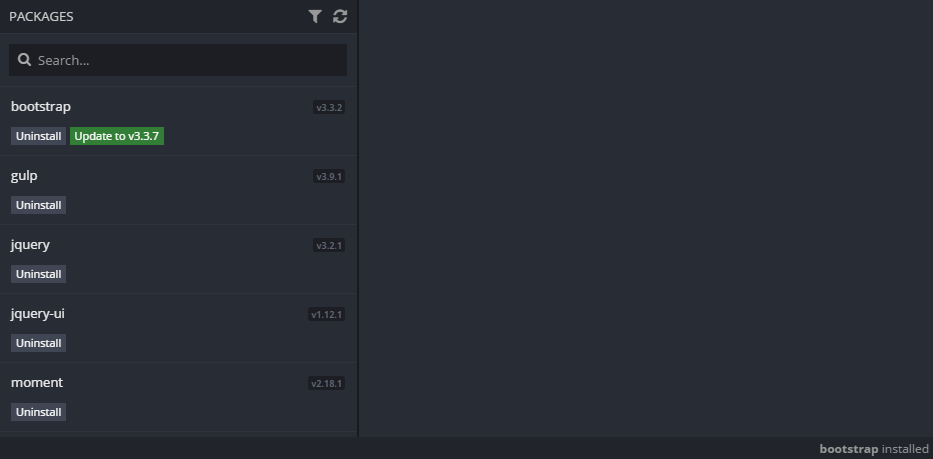 PACKAGES
Search...
bootstrap v3.3.2
Uninstall Update to v3.3.7
gulp v3.9.1
Uninstall
jquery v3.2.1
Uninstall
jquery-ui v1.12.1
Uninstall
moment v2.18.1
Uninstall
bootstrap installed